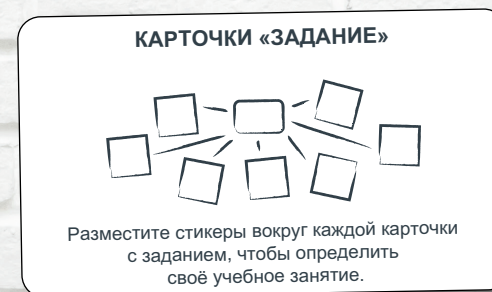 КАРТОЧКИ «ЗАДАНИЕ»
Разместите стикеры вокруг каждой карточки
с заданием, чтобы определить
своё учебное занятие.